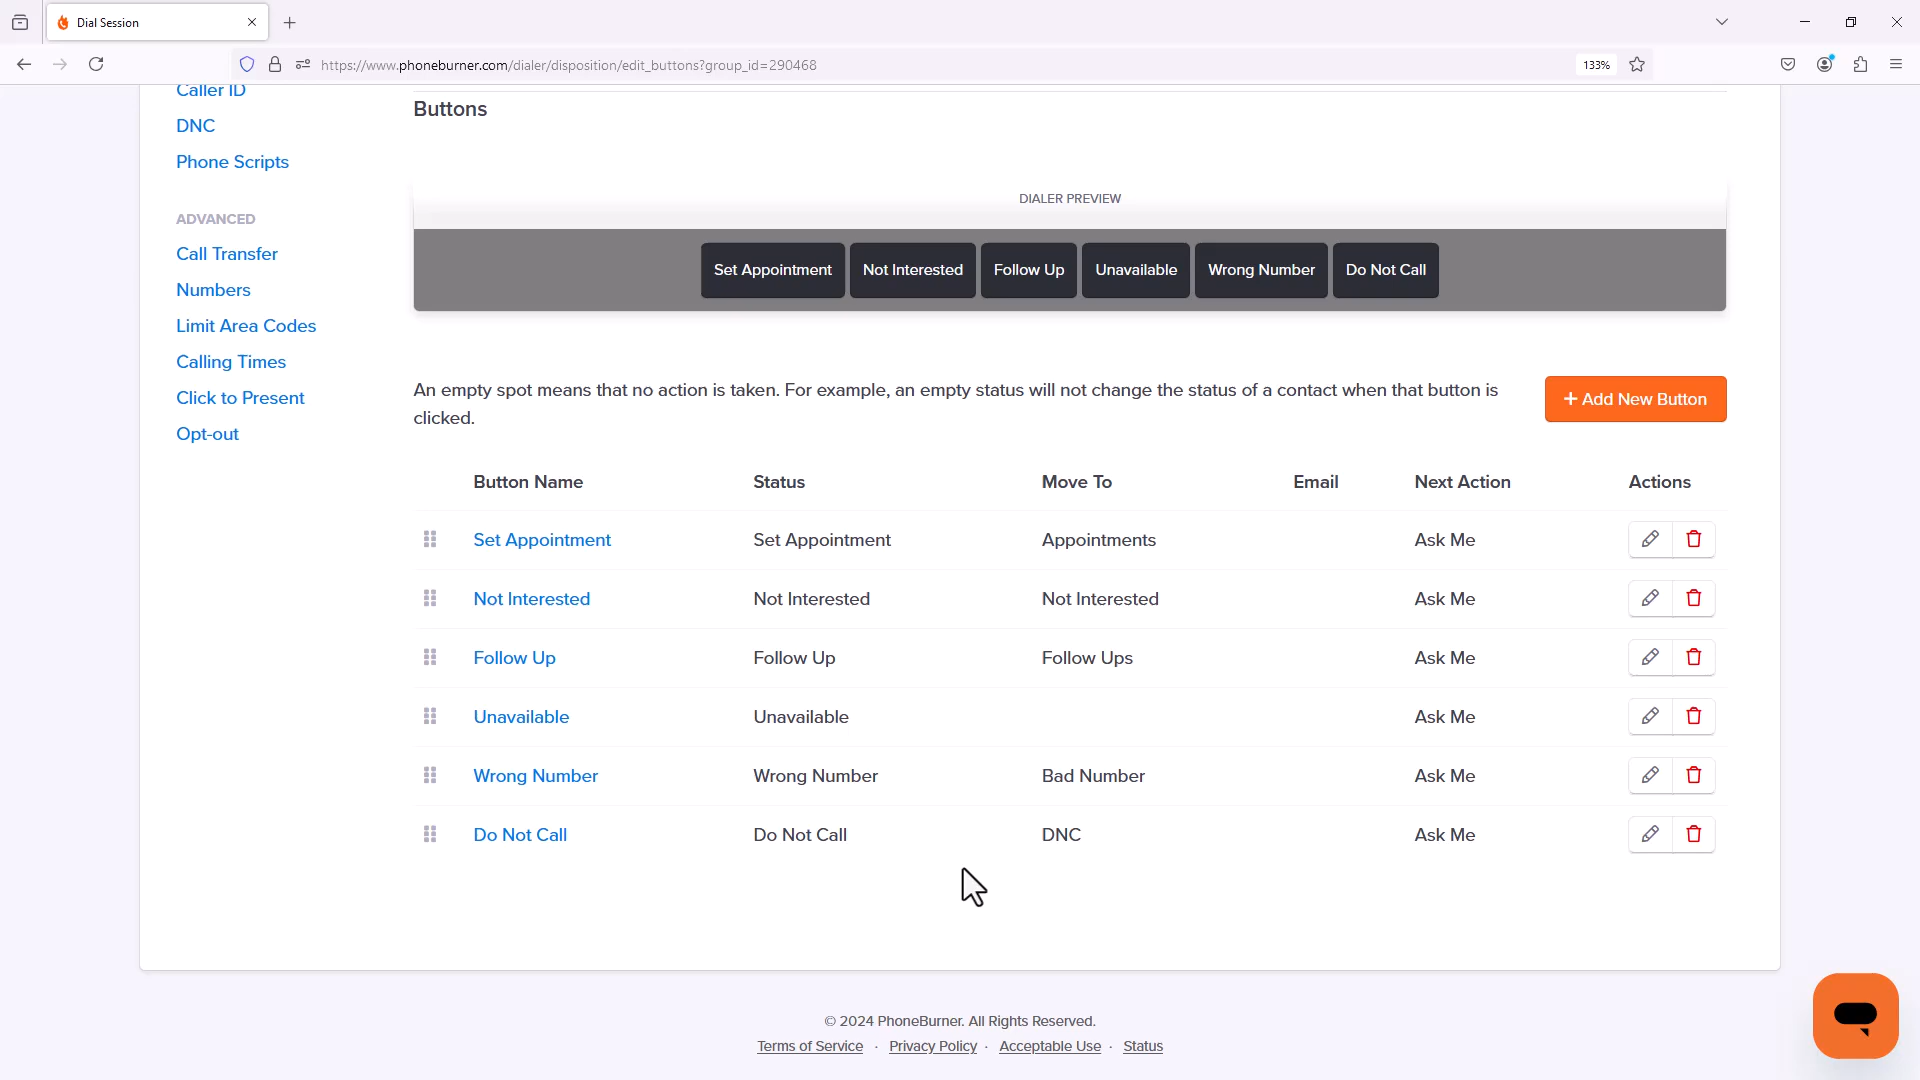 Dial Session
https://www.phoneburner.com/dialer/disposition/edit_buttons?group_id=290468
133%
Caller ID
DNC
Phone Scripts
ADVANCED
Call Transfer
Numbers
Limit Area Codes
Calling Times
Click to Present
Opt-out
Buttons
DIALER PREVIEW
Set Appointment Not Interested Follow Up Unavailable Wrong Number Do Not Call
An empty spot means that no action is taken. For example, an empty status will not change the status of a contact when that button is
clicked.
+ Add New Button
Button Name Status Move To Email Next Action Actions
Set Appointment Set Appointment Appointments Ask Me
Not Interested Not Interested Not Interested Ask Me
Follow Up Follow Up Follow Ups Ask Me
Unavailable Unavailable Ask Me
Wrong Number Wrong Number Bad Number Ask Me
Do Not Call Do Not Call DNC Ask Me
© 2024 PhoneBurner. All Rights Reserved.
Terms of Service · Privacy Policy · Acceptable Use · Status